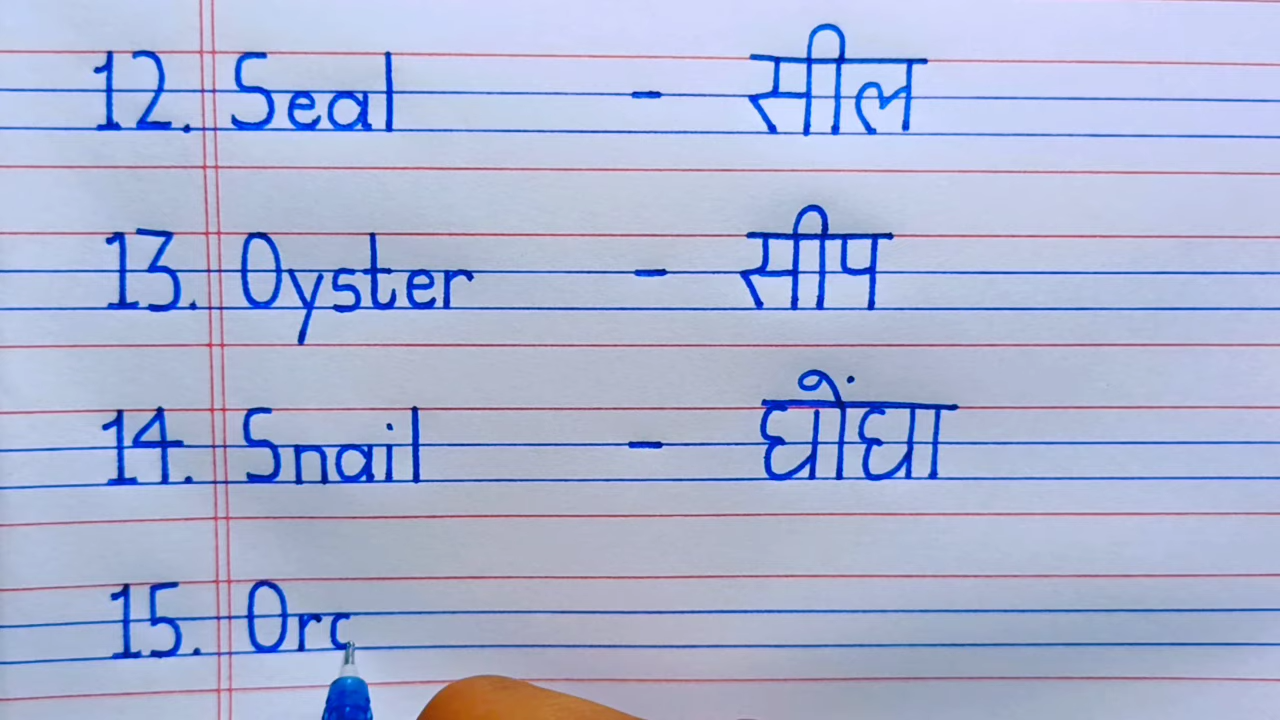 12. Seal - सील
13. Oyster - सीप
14. Snail - घोंघा
15. Orc